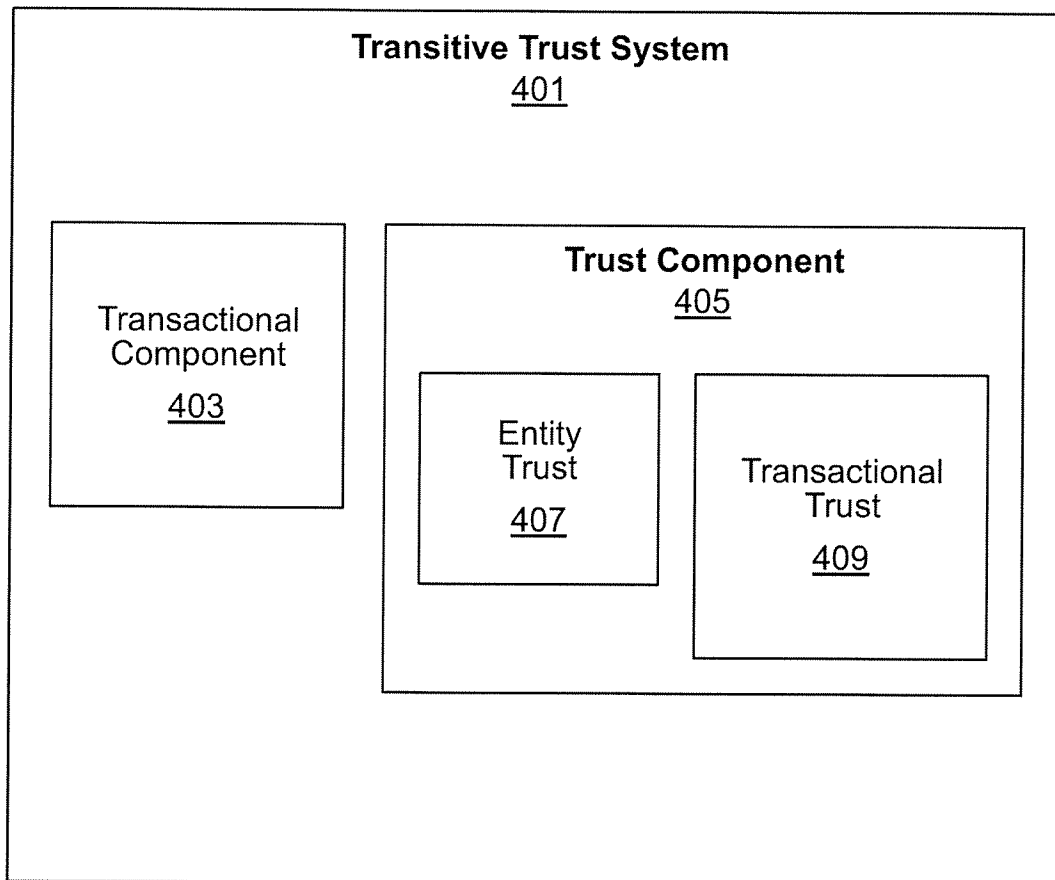 Transitive Trust System
401
Transactional
Component
403
Trust Component
405
Entity
Trust
407
Transactional
Trust
409